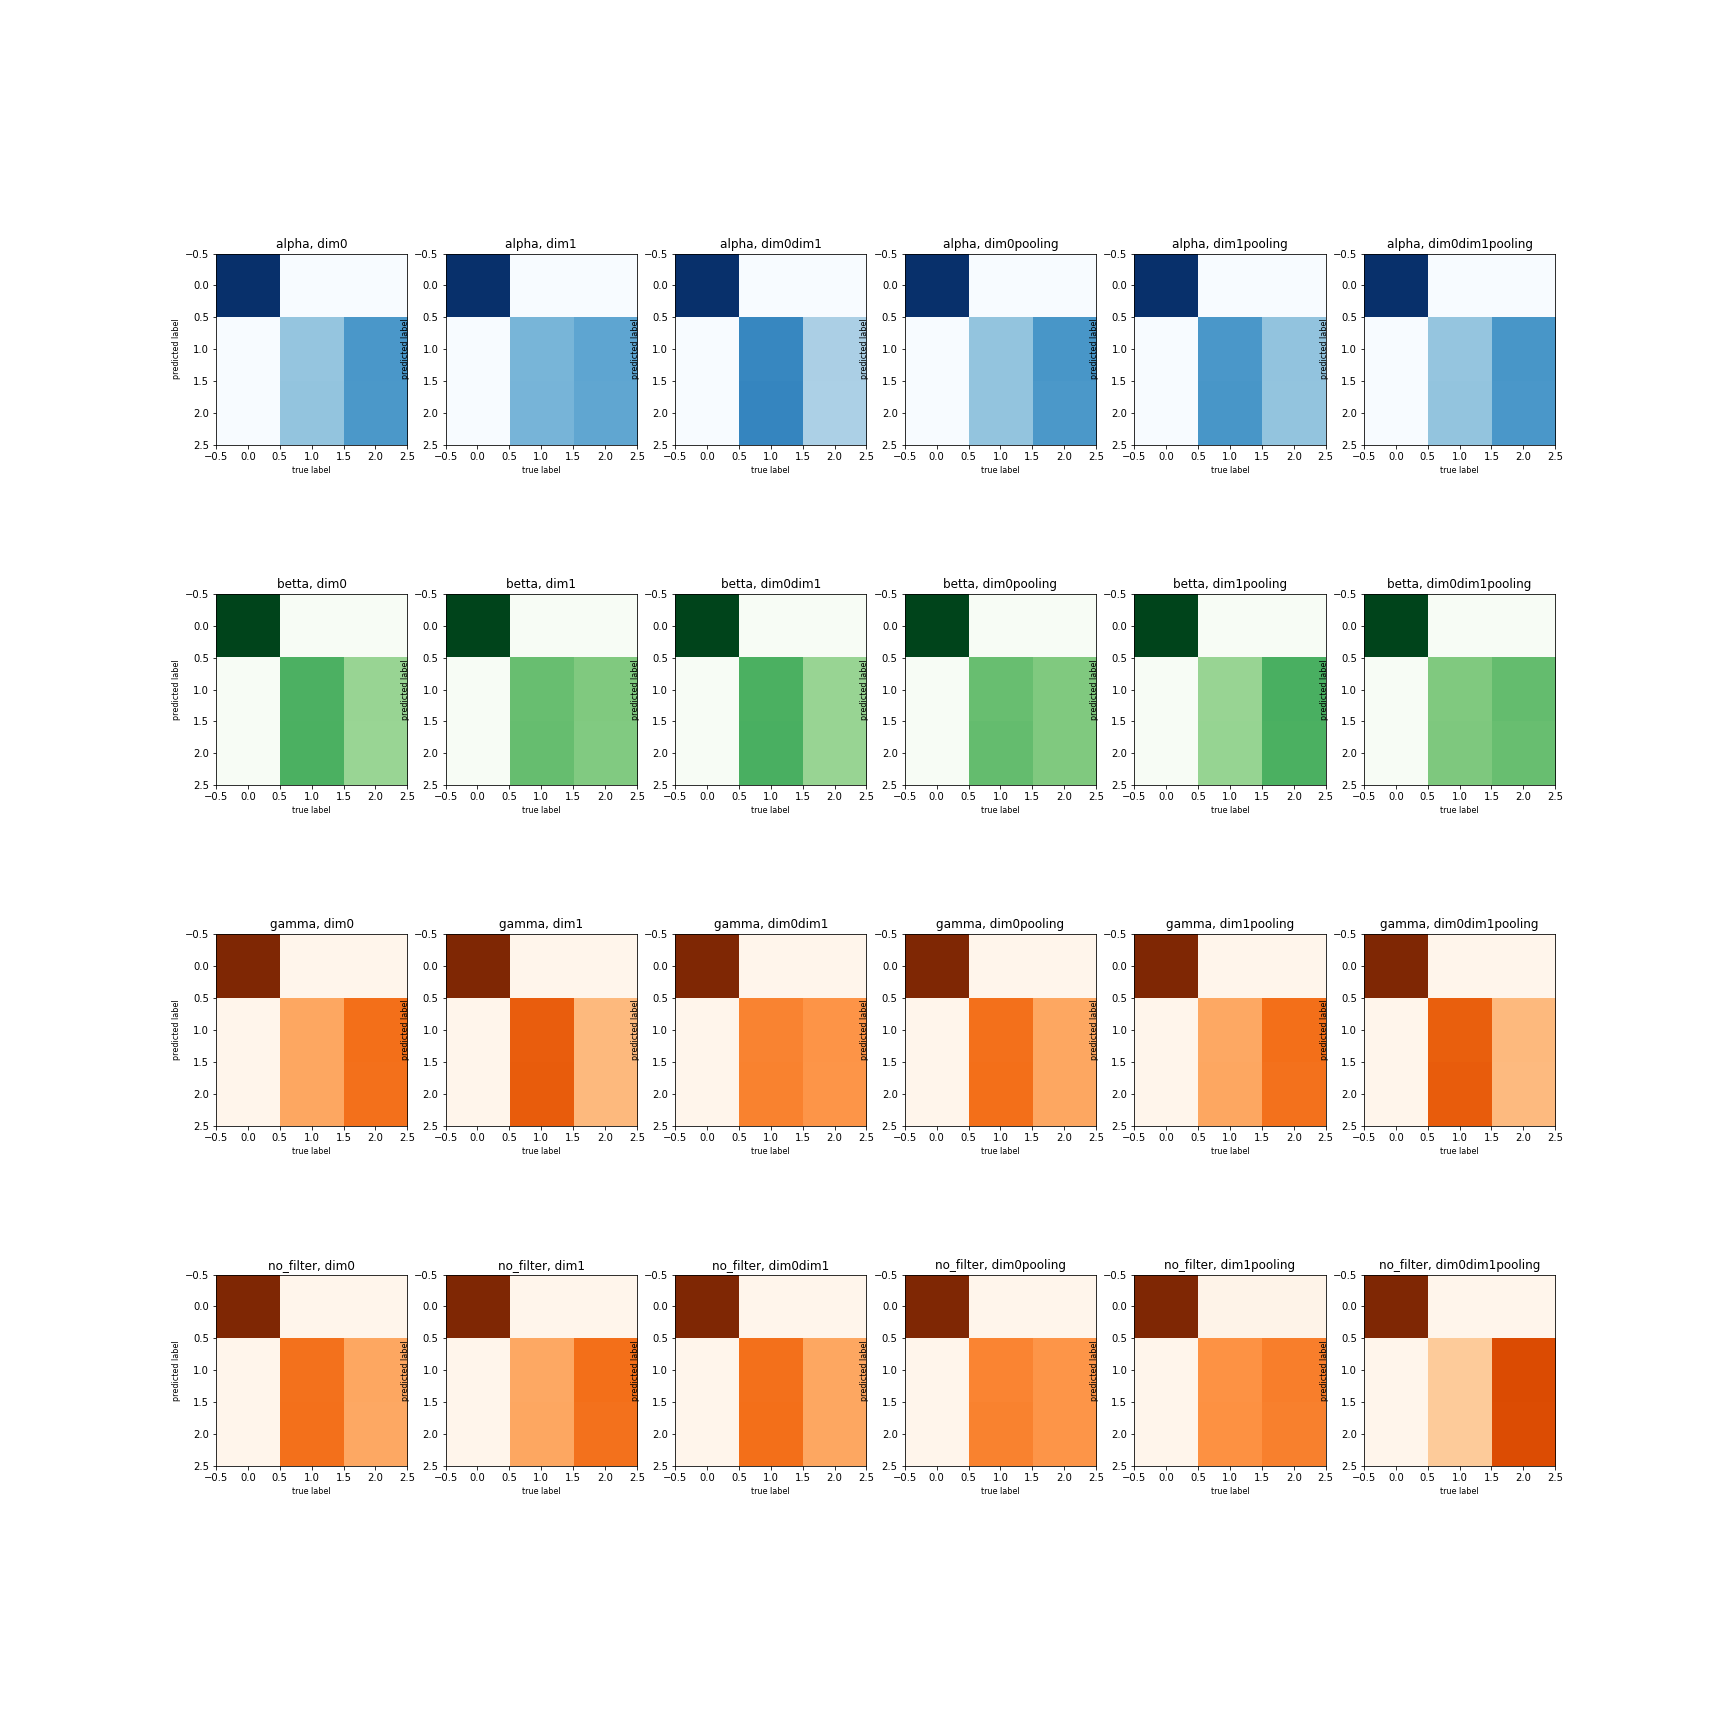 alpha, dim0 alpha, dim1 alpha, dim0dim1 alpha, dim0pooling alpha, dim1pooling alpha, dim0dim1pooling
−0.5 −0.5 −0.5 −0.5 −0.5 −0.5
0.0 0.0 0.0 0.0 0.0 0.0
0.5 0.5 0.5 0.5 0.5 0.5
predicted label predicted label predicted label predicted label predicted label predicted label
1.0 1.0 1.0 1.0 1.0 1.0
1.5 1.5 1.5 1.5 1.5 1.5
2.0 2.0 2.0 2.0 2.0 2.0
2.5 2.5 2.5 2.5 2.5 2.5
−0.5 0.0 0.5 1.0 1.5 2.0 2.5 −0.5 0.0 0.5 1.0 1.5 2.0 2.5 −0.5 0.0 0.5 1.0 1.5 2.0 2.5 −0.5 0.0 0.5 1.0 1.5 2.0 2.5 −0.5 0.0 0.5 1.0 1.5 2.0 2.5 −0.5 0.0 0.5 1.0 1.5 2.0 2.5
true label true label true label true label true label true label
betta, dim0 betta, dim1 betta, dim0dim1 betta, dim0pooling betta, dim1pooling betta, dim0dim1pooling
−0.5 −0.5 −0.5 −0.5 −0.5 −0.5
0.0 0.0 0.0 0.0 0.0 0.0
0.5 0.5 0.5 0.5 0.5 0.5
predicted label predicted label predicted label predicted label predicted label predicted label
1.0 1.0 1.0 1.0 1.0 1.0
1.5 1.5 1.5 1.5 1.5 1.5
2.0 2.0 2.0 2.0 2.0 2.0
2.5 2.5 2.5 2.5 2.5 2.5
−0.5 0.0 0.5 1.0 1.5 2.0 2.5 −0.5 0.0 0.5 1.0 1.5 2.0 2.5 −0.5 0.0 0.5 1.0 1.5 2.0 2.5 −0.5 0.0 0.5 1.0 1.5 2.0 2.5 −0.5 0.0 0.5 1.0 1.5 2.0 2.5 −0.5 0.0 0.5 1.0 1.5 2.0 2.5
true label true label true label true label true label true label
gamma, dim0 gamma, dim1 gamma, dim0dim1 gamma, dim0pooling gamma, dim1pooling gamma, dim0dim1pooling
−0.5 −0.5 −0.5 −0.5 −0.5 −0.5
0.0 0.0 0.0 0.0 0.0 0.0
0.5 0.5 0.5 0.5 0.5 0.5
predicted label predicted label predicted label predicted label predicted label predicted label
1.0 1.0 1.0 1.0 1.0 1.0
1.5 1.5 1.5 1.5 1.5 1.5
2.0 2.0 2.0 2.0 2.0 2.0
2.5 2.5 2.5 2.5 2.5 2.5
−0.5 0.0 0.5 1.0 1.5 2.0 2.5 −0.5 0.0 0.5 1.0 1.5 2.0 2.5 −0.5 0.0 0.5 1.0 1.5 2.0 2.5 −0.5 0.0 0.5 1.0 1.5 2.0 2.5 −0.5 0.0 0.5 1.0 1.5 2.0 2.5 −0.5 0.0 0.5 1.0 1.5 2.0 2.5
true label true label true label true label true label true label
no_filter, dim0 no_filter, dim1 no_filter, dim0dim1 no_filter, dim0pooling no_filter, dim1pooling no_filter, dim0dim1pooling
−0.5 −0.5 −0.5 −0.5 −0.5 −0.5
0.0 0.0 0.0 0.0 0.0 0.0
0.5 0.5 0.5 0.5 0.5 0.5
predicted label predicted label predicted label predicted label predicted label predicted label
1.0 1.0 1.0 1.0 1.0 1.0
1.5 1.5 1.5 1.5 1.5 1.5
2.0 2.0 2.0 2.0 2.0 2.0
2.5 2.5 2.5 2.5 2.5 2.5
−0.5 0.0 0.5 1.0 1.5 2.0 2.5 −0.5 0.0 0.5 1.0 1.5 2.0 2.5 −0.5 0.0 0.5 1.0 1.5 2.0 2.5 −0.5 0.0 0.5 1.0 1.5 2.0 2.5 −0.5 0.0 0.5 1.0 1.5 2.0 2.5 −0.5 0.0 0.5 1.0 1.5 2.0 2.5
true label true label true label true label true label true label